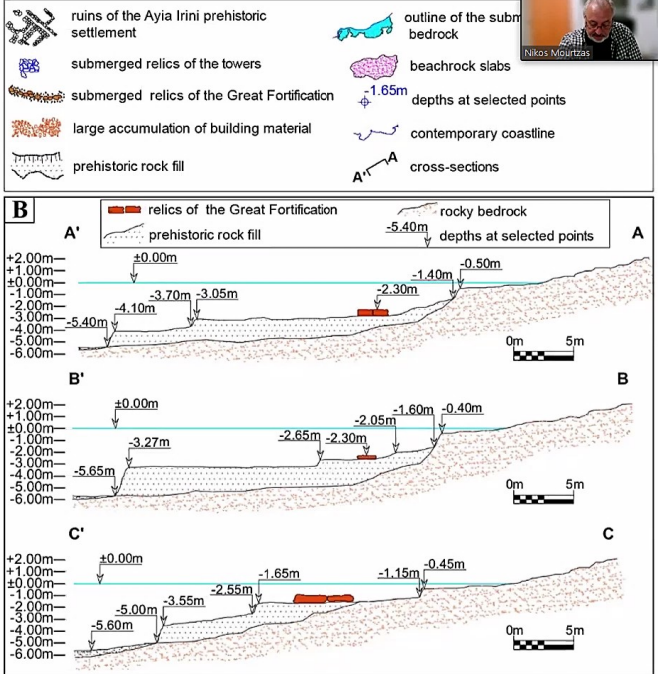 ruins of the Ayia Irini prehistoric
settlement
submerged relics of the towers
submerged relics of the Great Fortification
large accumulation of building material
prehistoric rock fill
outline of the subm
bedrock
beachrock slabs
-1.65m depths at selected points
contemporary coastline
A' A cross-sections
Nikos Mourtzas
B
relics of the Great Fortification
prehistoric rock fill
rocky bedrock
-5.40m depths at selected points
A' A
+2.00m
+1.00m
±0.00m
-1.00m
-2.00m
-3.00m
-4.00m
-5.00m
-6.00m
±0.00m
-5.40m
-4.10m
-3.70m
-3.05m
-2.30m
-1.40m
-0.50m
0m 5m
B' B
+2.00m
+1.00m
±0.00m
-1.00m
-2.00m
-3.00m
-4.00m
-5.00m
-6.00m
±0.00m
-5.65m
-3.27m
-2.65m
-2.30m
-2.05m
-1.60m
-0.40m
0m 5m
C' C
+2.00m
+1.00m
±0.00m
-1.00m
-2.00m
-3.00m
-4.00m
-5.00m
-6.00m
±0.00m
-5.60m
-5.00m
-3.55m
-2.55m
-1.65m
-1.15m
-0.45m
0m 5m